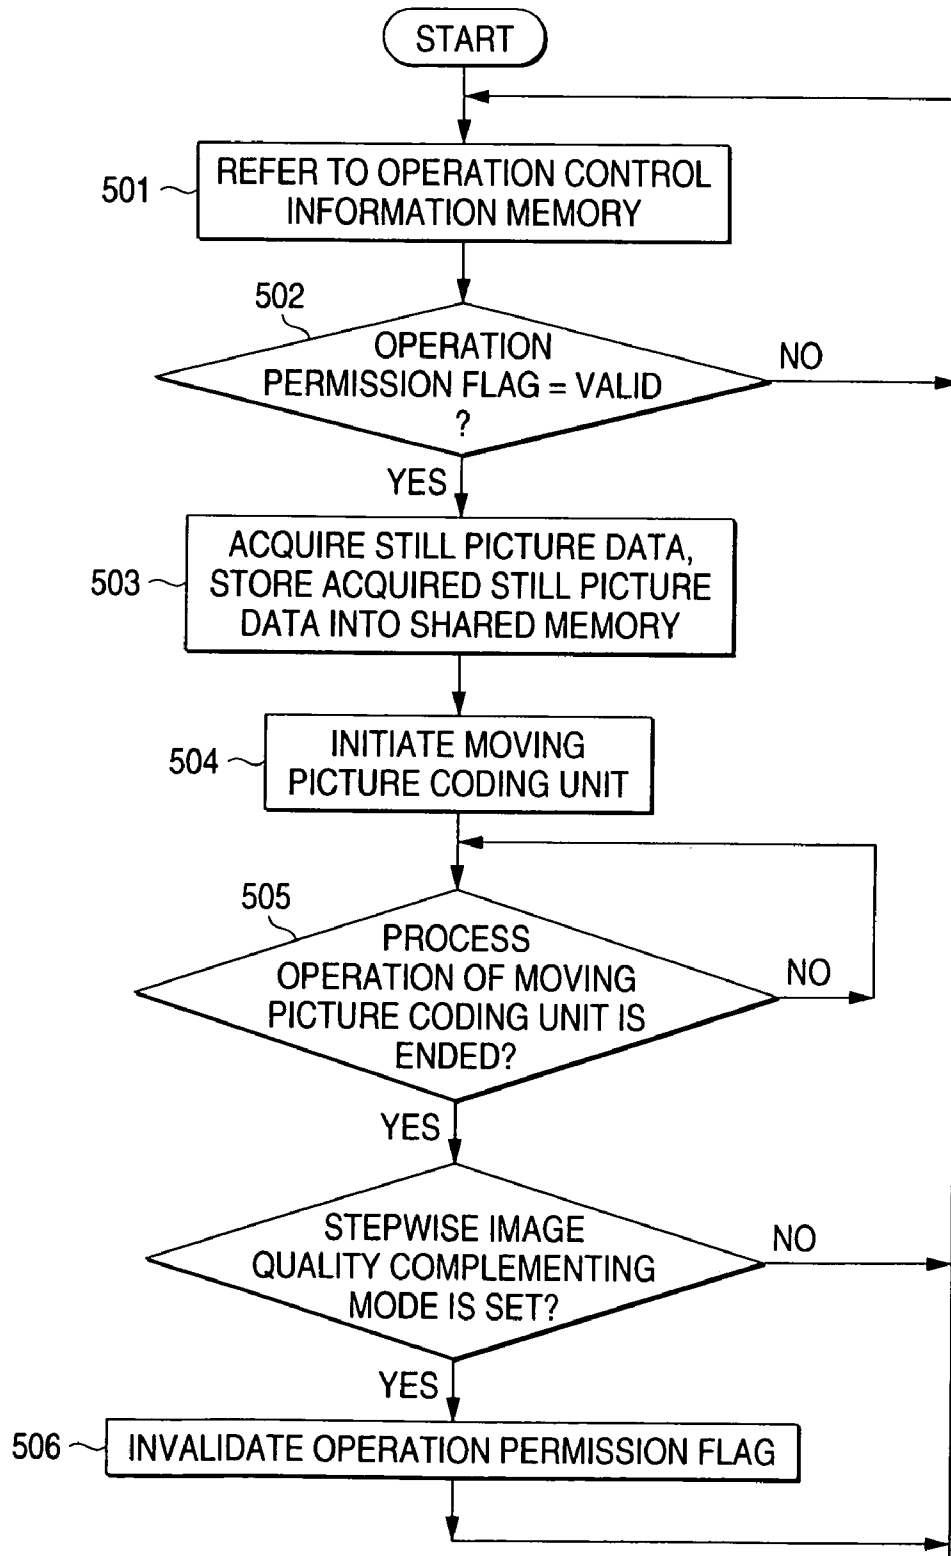 START
501
REFER TO OPERATION CONTROL
INFORMATION MEMORY
502
OPERATION
PERMISSION FLAG = VALID
?
NO
YES
503
ACQUIRE STILL PICTURE DATA,
STORE ACQUIRED STILL PICTURE
DATA INTO SHARED MEMORY
504
INITIATE MOVING
PICTURE CODING UNIT
505
PROCESS
OPERATION OF MOVING
PICTURE CODING UNIT IS
ENDED?
NO
YES
STEPWISE IMAGE
QUALITY COMPLEMENTING
MODE IS SET?
NO
YES
506
INVALIDATE OPERATION PERMISSION FLAG